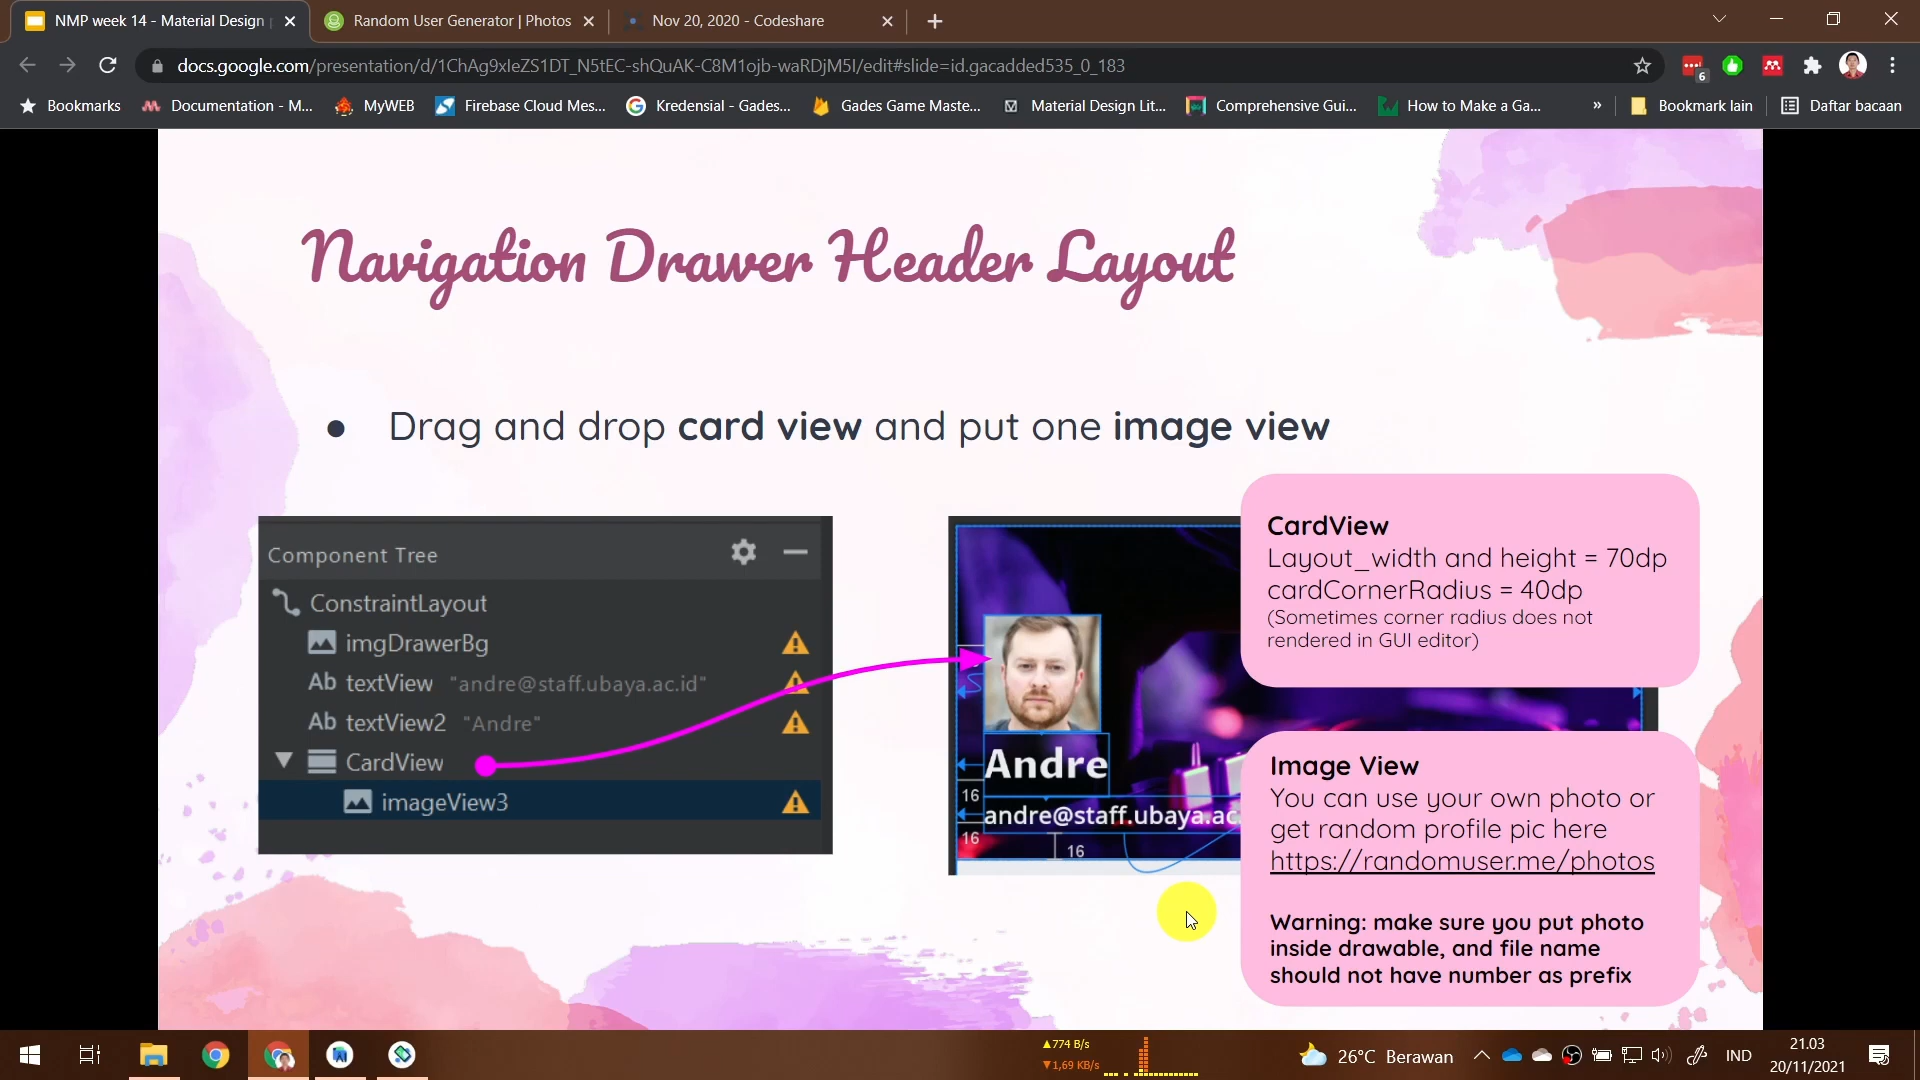 NMP week 14 - Material Design
Random User Generator | Photos
Nov 20, 2020 - Codeshare
docs.google.com/presentation/d/1ChAg9xIeZS1DT_N5tEC-shQuAK-C8M1ojb-waRDjM5I/edit#slide=id.gacadded535_0_183
6
Bookmarks
Documentation - M...
MyWEB
Firebase Cloud Mes...
Kredensial - Gades...
Gades Game Maste...
Material Design Lit...
Comprehensive Gui...
How to Make a Ga...
»
Bookmark lain
Daftar bacaan
Navigation Drawer Header Layout
● Drag and drop card view and put one image view
Component Tree
ConstraintLayout
imgDrawerBg
Ab textView "andre@staff.ubaya.ac.id"
Ab textView2 "Andre"
CardView
imageView3
Andre
16
andre@staff.ubaya.ac.
16
16
CardView
Layout_width and height = 70dp
cardCornerRadius = 40dp
(Sometimes corner radius does not
rendered in GUI editor)
Image View
You can use your own photo or
get random profile pic here
https://randomuser.me/photos
Warning: make sure you put photo
inside drawable, and file name
should not have number as prefix
▲774 B/s
▼1,69 KB/s
26°C Berawan
IND
21.03
20/11/2021